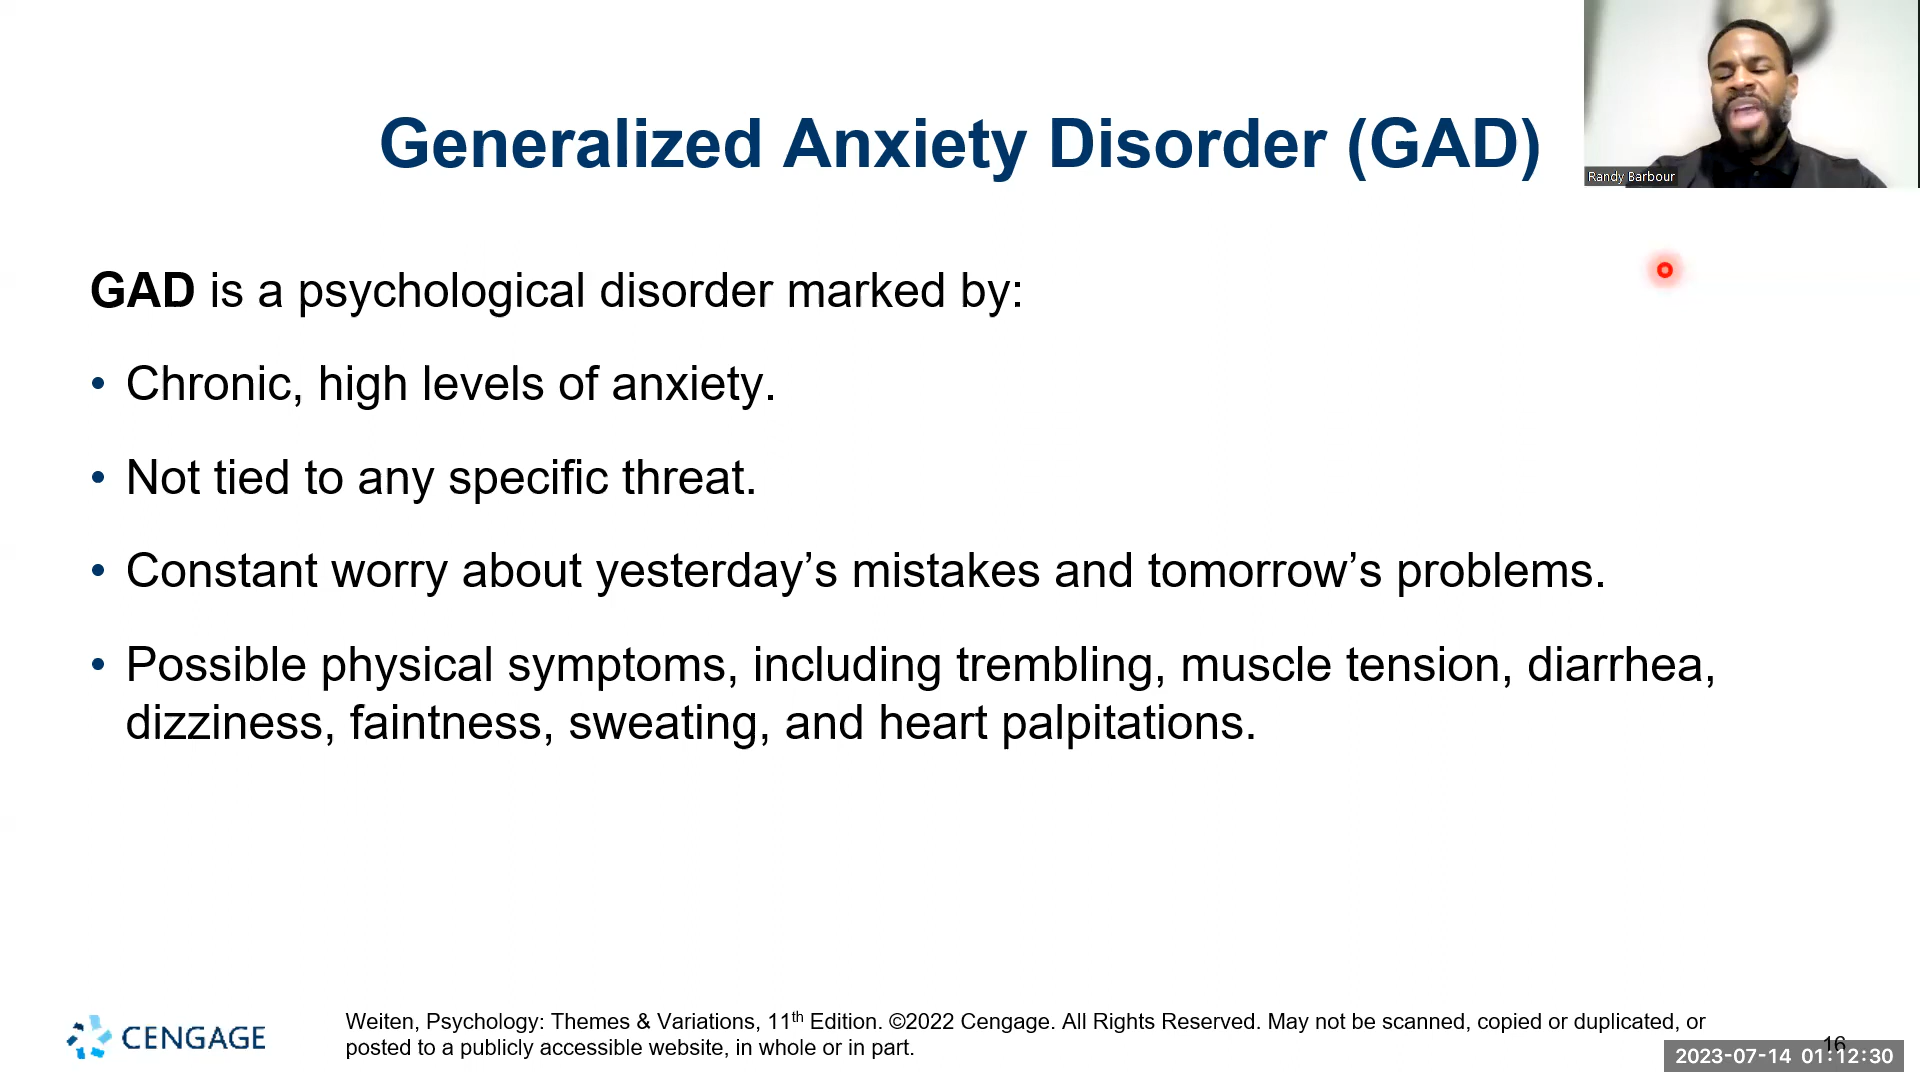 Generalized Anxiety Disorder (GAD)
Randy Barbour
GAD is a psychological disorder marked by:
• Chronic, high levels of anxiety.
• Not tied to any specific threat.
• Constant worry about yesterday’s mistakes and tomorrow’s problems.
• Possible physical symptoms, including trembling, muscle tension, diarrhea,
dizziness, faintness, sweating, and heart palpitations.
CENGAGE
Weiten, Psychology: Themes & Variations, 11th Edition. ©2022 Cengage. All Rights Reserved. May not be scanned, copied or duplicated, or
posted to a publicly accessible website, in whole or in part.
16
2023-07-14 01:12:30